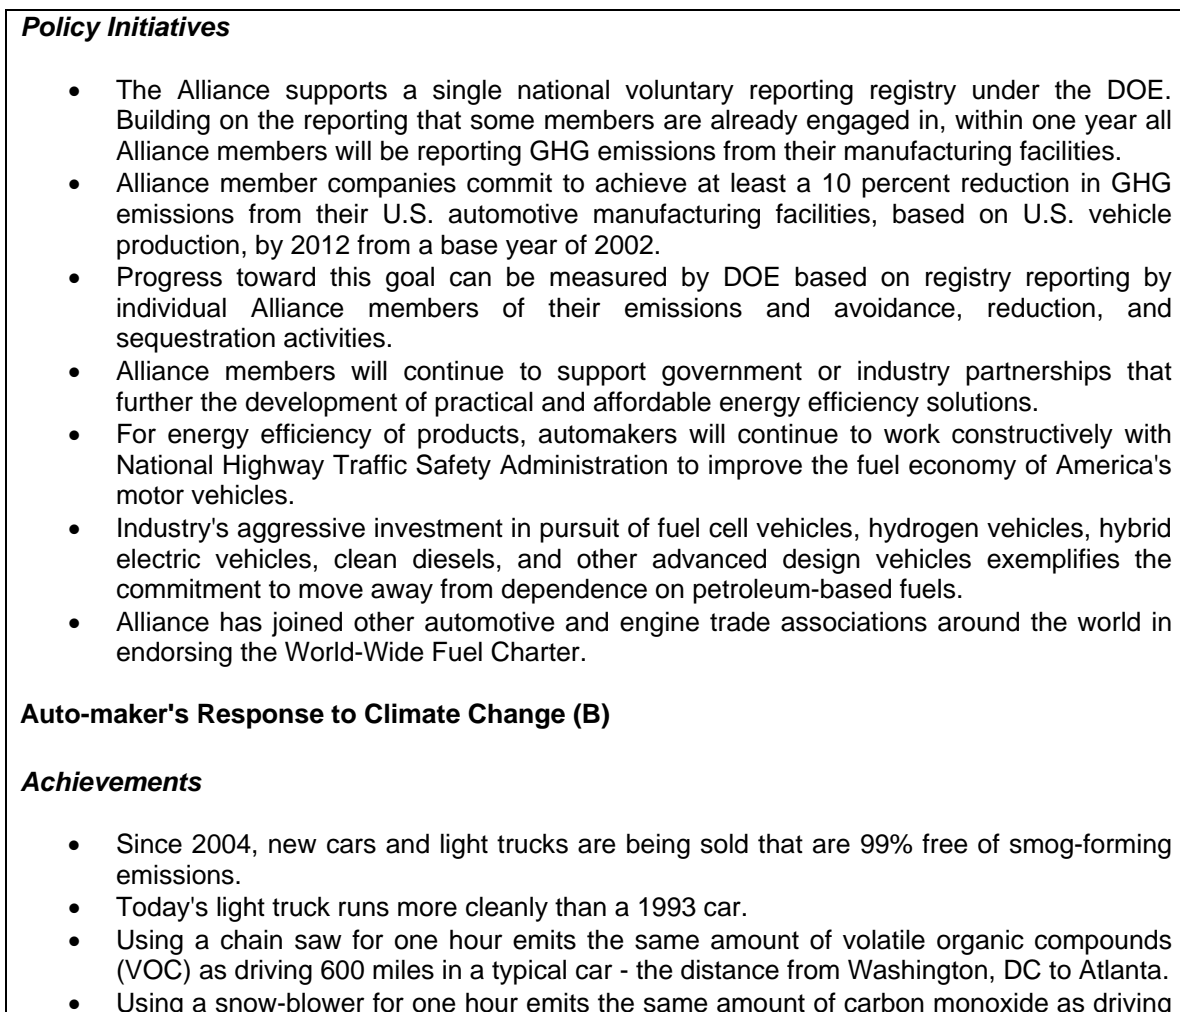 Policy Initiatives
• The Alliance supports a single national voluntary reporting registry under the DOE.
Building on the reporting that some members are already engaged in, within one year all
Alliance members will be reporting GHG emissions from their manufacturing facilities.
• Alliance member companies commit to achieve at least a 10 percent reduction in GHG
emissions from their U.S. automotive manufacturing facilities, based on U.S. vehicle
production, by 2012 from a base year of 2002.
• Progress toward this goal can be measured by DOE based on registry reporting by
individual Alliance members of their emissions and avoidance, reduction, and
sequestration activities.
• Alliance members will continue to support government or industry partnerships that
further the development of practical and affordable energy efficiency solutions.
• For energy efficiency of products, automakers will continue to work constructively with
National Highway Traffic Safety Administration to improve the fuel economy of America's
motor vehicles.
• Industry's aggressive investment in pursuit of fuel cell vehicles, hydrogen vehicles, hybrid
electric vehicles, clean diesels, and other advanced design vehicles exemplifies the
commitment to move away from dependence on petroleum-based fuels.
• Alliance has joined other automotive and engine trade associations around the world in
endorsing the World-Wide Fuel Charter.
Auto-maker's Response to Climate Change (B)
Achievements
• Since 2004, new cars and light trucks are being sold that are 99% free of smog-forming
emissions.
• Today's light truck runs more cleanly than a 1993 car.
• Using a chain saw for one hour emits the same amount of volatile organic compounds
(VOC) as driving 600 miles in a typical car - the distance from Washington, DC to Atlanta.
• Using a snow-blower for one hour emits the same amount of carbon monoxide as driving